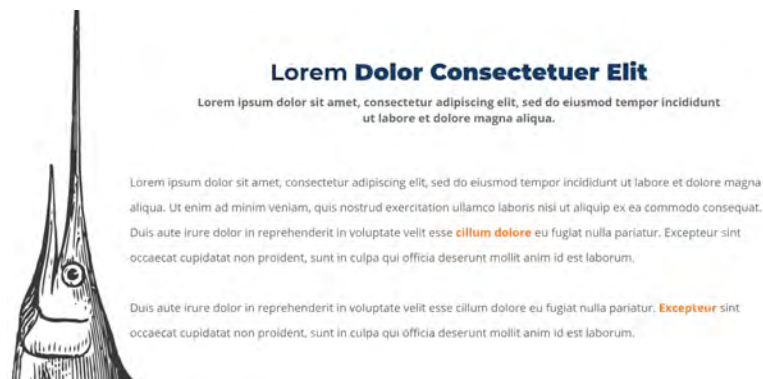 Lorem Dolor Consectetuer Elit
Lorem ipsum dolor sit amet, consectetur adipiscing elit, sed do eiusmod tempor incididunt
ut labore et dolore magna aliqua.
Lorem ipsum dolor sit amet, consectetur adipiscing elit, sed do eiusmod tempor incididunt ut labore et dolore magna
aliqua. Ut enim ad minim veniam, quis nostrud exercitation ullamco laboris nisi ut aliquip ex ea commodo consequat.
Duis aute irure dolor in reprehenderit in voluptate velit esse cillum dolore eu fugiat nulla pariatur. Excepteur sint
occaecat cupidatat non proident, sunt in culpa qui officia deserunt mollit anim id est laborum.
Duis aute irure dolor in reprehenderit in voluptate velit esse cillum dolore eu fugiat nulla pariatur. Excepteur sint
occaecat cupidatat non proident, sunt in culpa qui officia deserunt mollit anim id est laborum.